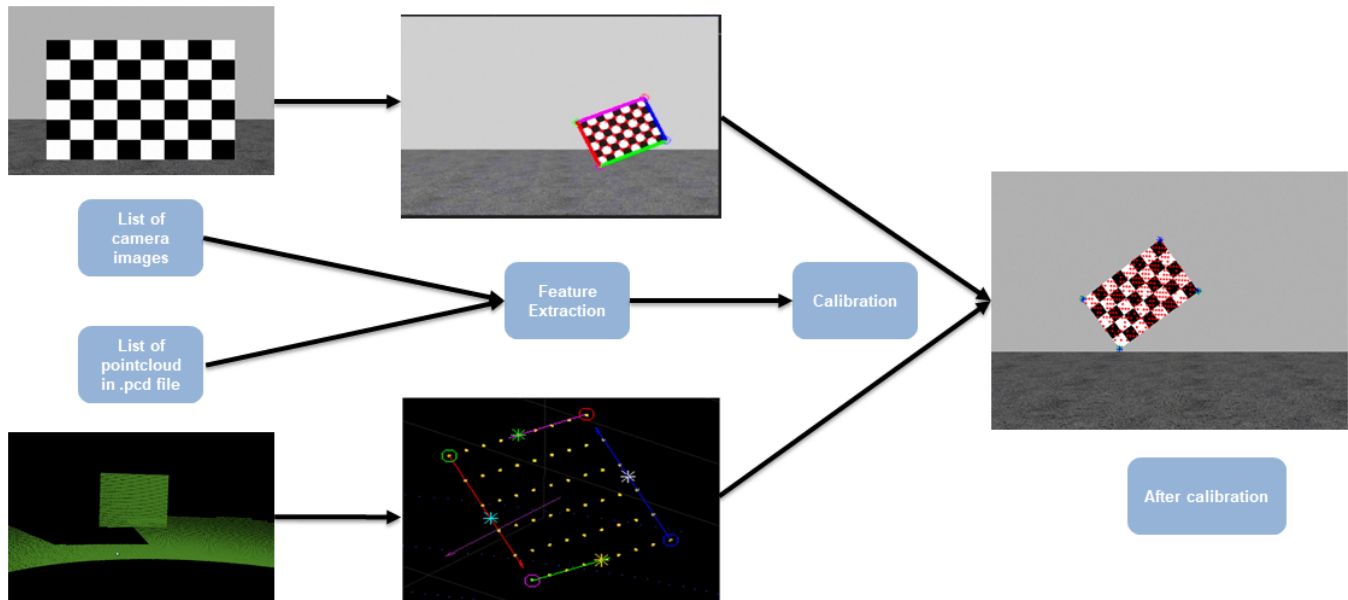 List of
camera
images
Feature
Extraction
Calibration
List of
pointcloud
in .pcd file
After calibration